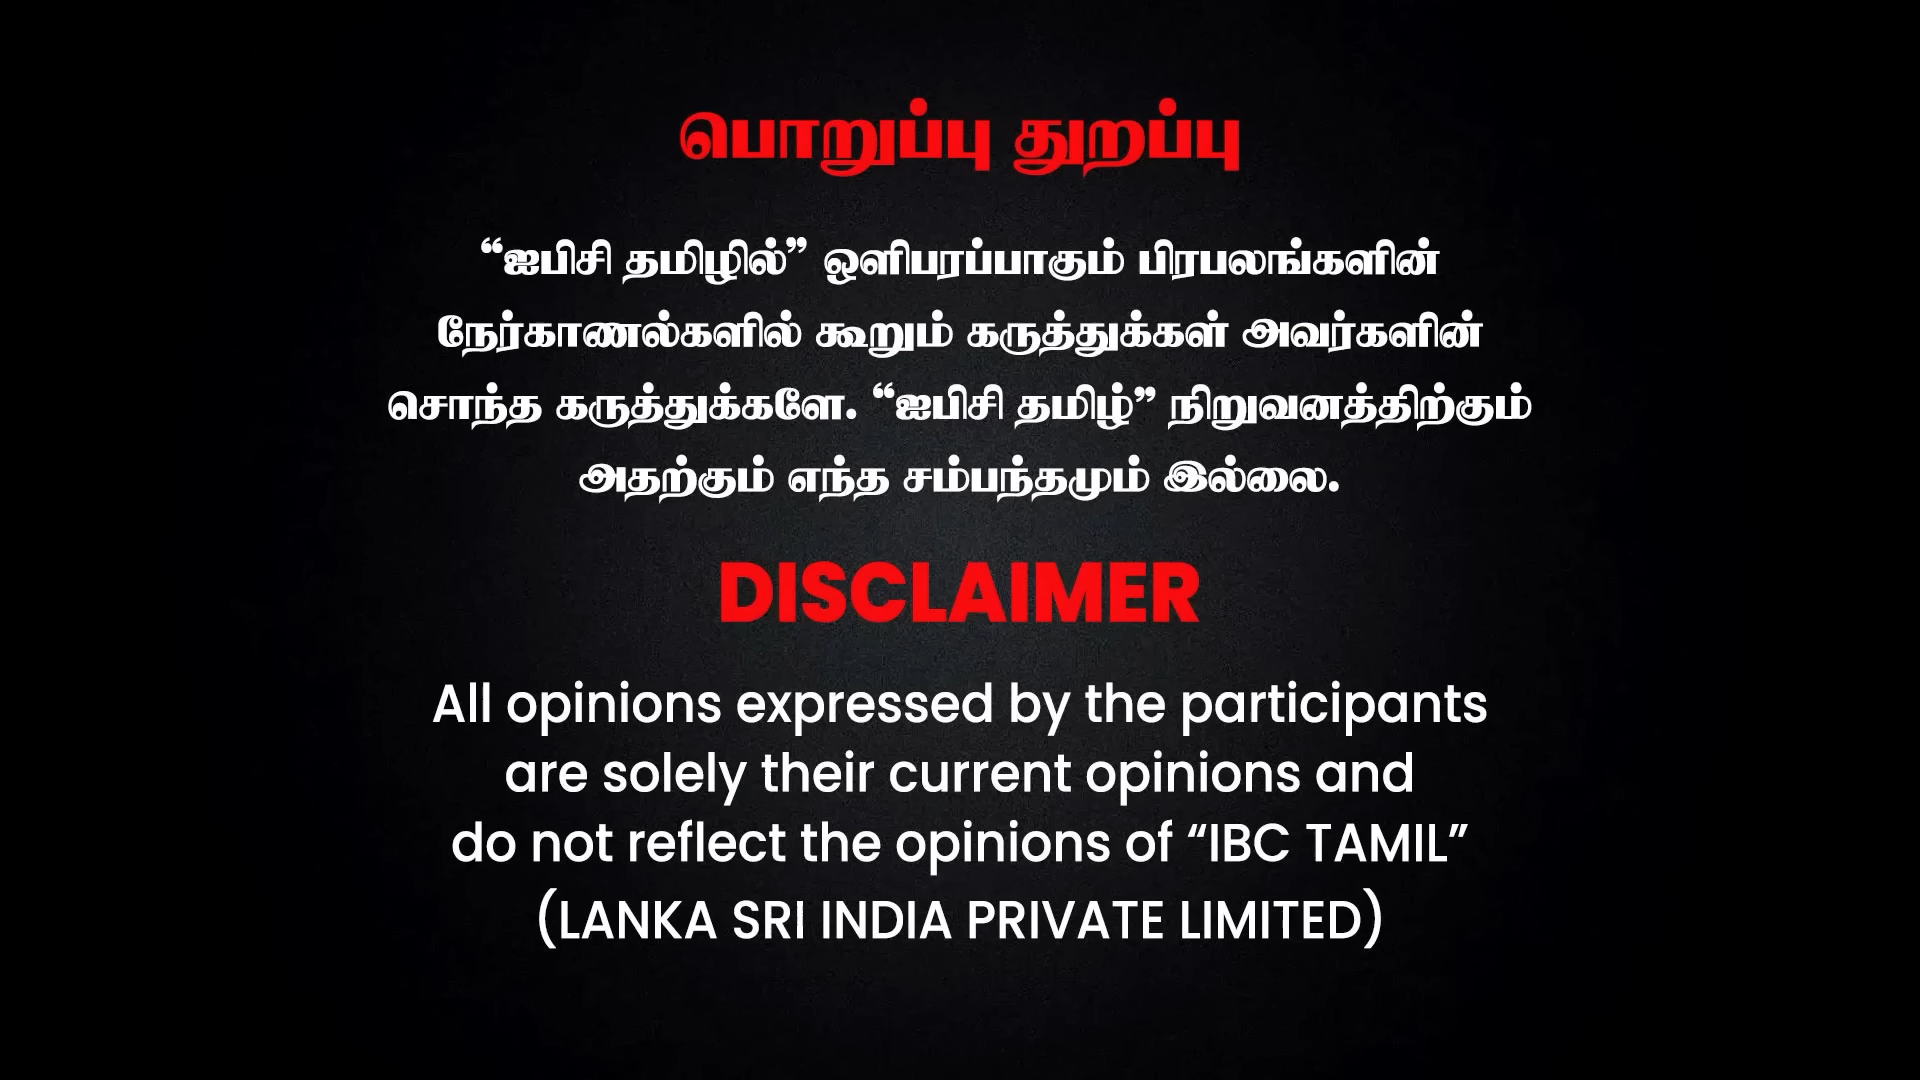 பொறுப்பு துறப்பு
“ஐபிசி தமிழில்” ஒளிபரப்பாகும் பிரபலங்களின்
நேர்காணல்களில் கூறும் கருத்துக்கள் அவர்களின்
சொந்த கருத்துக்களே. “ஐபிசி தமிழ்” நிறுவனத்திற்கும்
அதற்கும் எந்த சம்பந்தமும் இல்லை.
DISCLAIMER
All opinions expressed by the participants
are solely their current opinions and
do not reflect the opinions of “IBC TAMIL”
(LANKA SRI INDIA PRIVATE LIMITED)